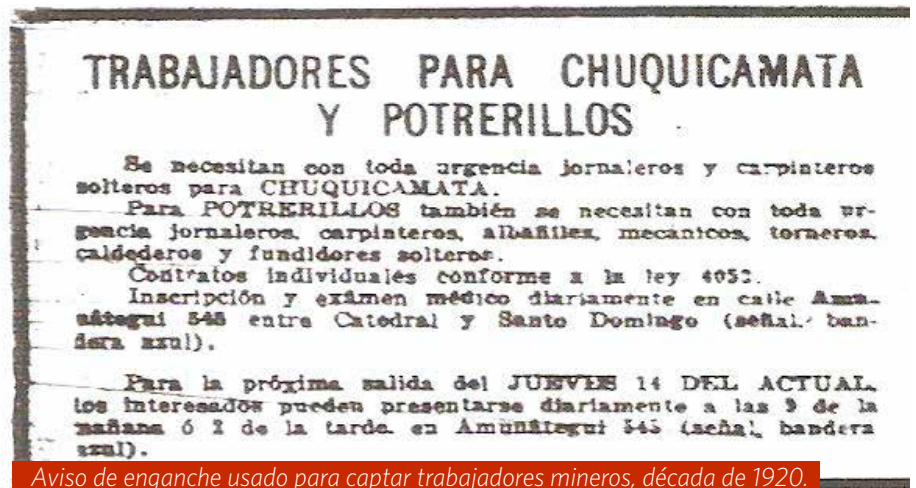 TRABAJADORES PARA CHUQUICAMATA
Y POTRERILLOS
Se necesitan con toda urgencia jornaleros y carpinteros
solteros para CHUQUICAMATA.
Para POTRERILLOS también se necesitan con toda ur-
gencia jornaleros, carpinteros, albañiles, mecánicos, torneros,
caldederos y fundidores solteros.
Contratos individuales conforme a la ley
Inscripción y exámen médico diariamente en calle Amu-
nátegui entre Catedral y Santo Domingo (señal, ban-
dera azul).
Para la próxima salida del JUEVES 14 DEL ACTUAL,
los interesados pueden presentarse diariamente a las 9 de la
mañana ó 2 de la tarde, en Amunátegui (señal, bandera
azul).
Aviso de enganche usado para captar trabajadores mineros, década de 1920.